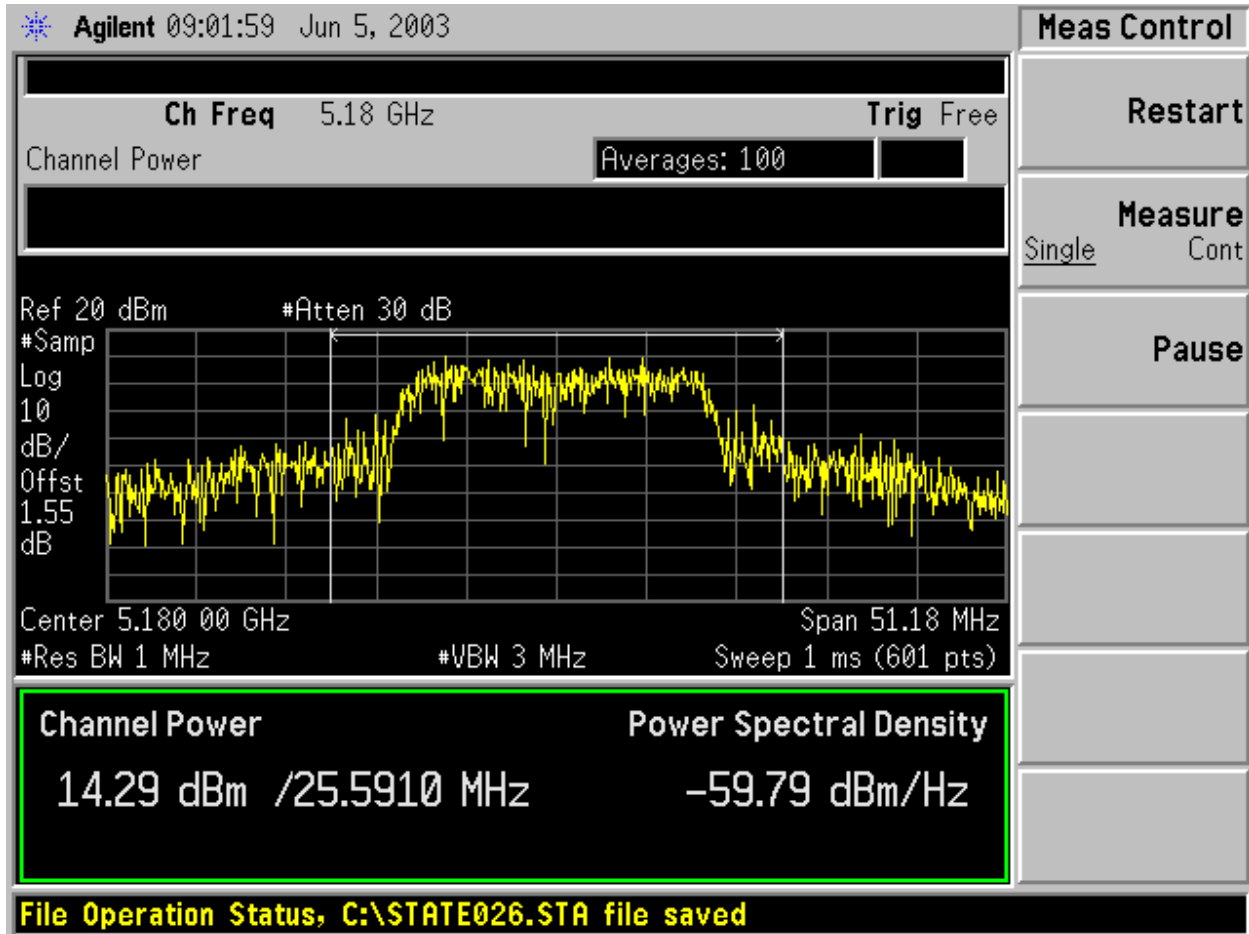 Agilent 09:01:59 Jun 5, 2003
Meas Control
Ch Freq 5.18 GHz Trig Free
Channel Power Averages: 100
Restart
Measure
Single Cont
Pause
Ref 20 dBm #Atten 30 dB
#Samp
Log
10
dB/
Offst
1.55
dB
Center 5.180 00 GHz Span 51.18 MHz
#Res BW 1 MHz #VBW 3 MHz Sweep 1 ms (601 pts)
Channel Power Power Spectral Density
14.29 dBm /25.5910 MHz -59.79 dBm/Hz
File Operation Status, C:\STATE026.STA file saved